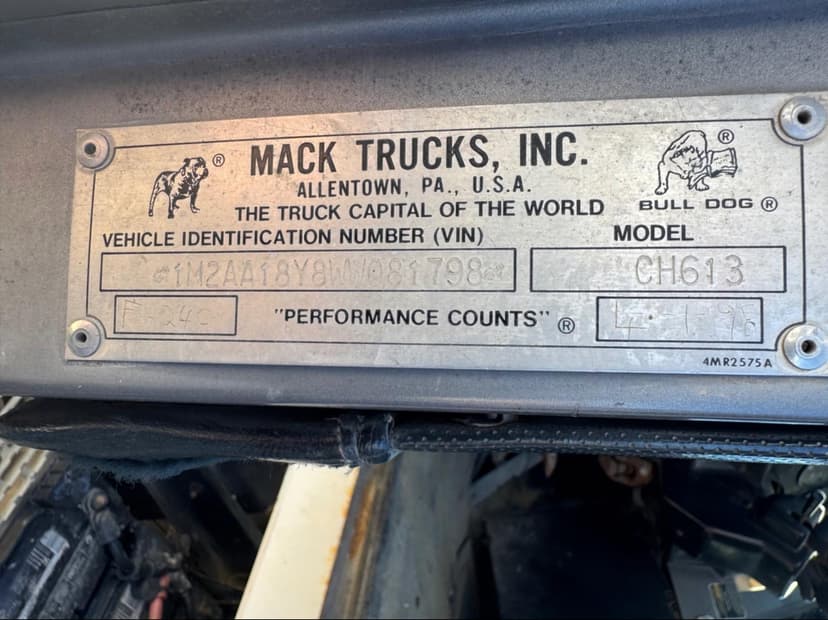 MACK TRUCKS, INC. ®
ALLENTOWN, PA., U.S.A.
THE TRUCK CAPITAL OF THE WORLD
® BULL DOG ®
VEHICLE IDENTIFICATION NUMBER (VIN) MODEL
1M2AA18Y8WW081798 CH613
"PERFORMANCE COUNTS" ®
4MR2575A